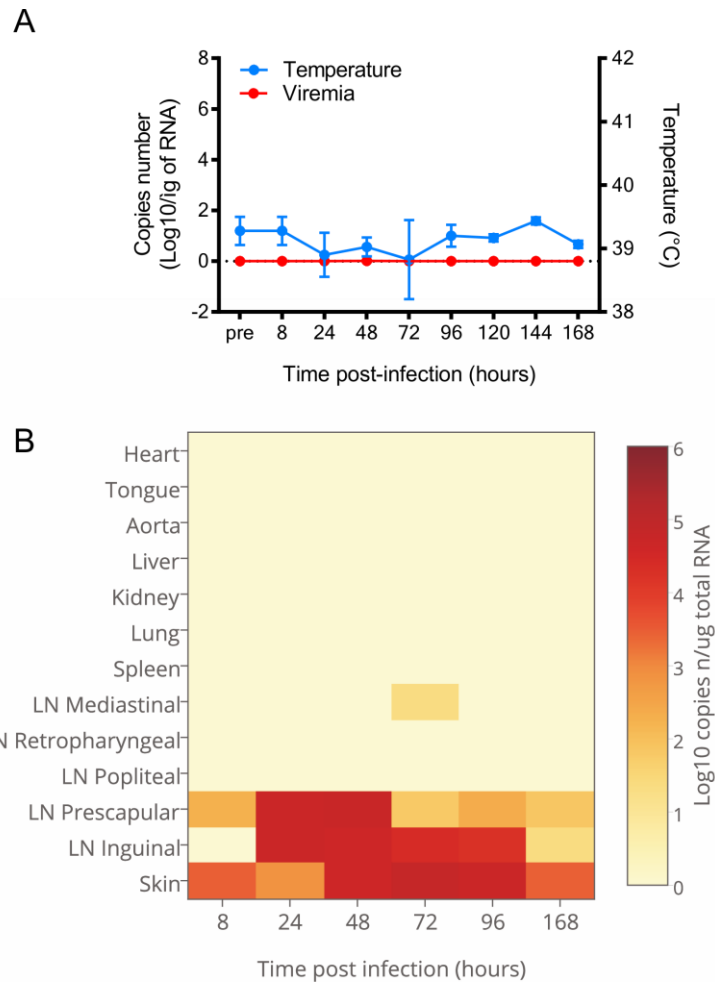 A
Temperature
Viremia
Copies number
(Log10/ig of RNA)
8
6
4
2
0
-2
42
41
40
39
38
Temperature (°C)
pre 8 24 48 72 96 120 144 168
Time post-infection (hours)
B
Heart
Tongue
Aorta
Liver
Kidney
Lung
Spleen
LN Mediastinal
N Retropharyngeal
LN Popliteal
LN Prescapular
LN Inguinal
Skin
8 24 48 72 96 168
Time post infection (hours)
6
5
4
3
2
1
0
Log10 copies n/ug total RNA